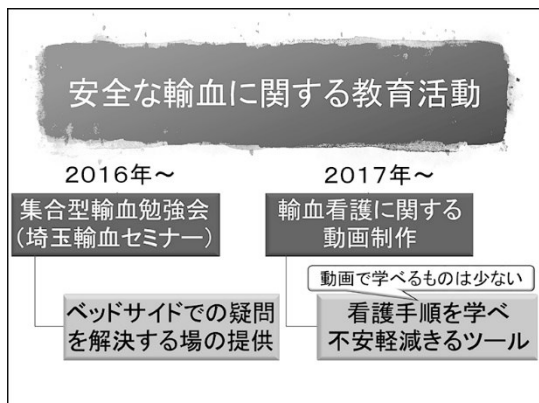 安全な輸血に関する教育活動
2016年～
集合型輸血勉強会
(埼玉輸血セミナー)
ベッドサイドでの疑問
を解決する場の提供
2017年～
輸血看護に関する
動画制作
動画で学べるものは少ない
看護手順を学べ
不安軽減きるツール